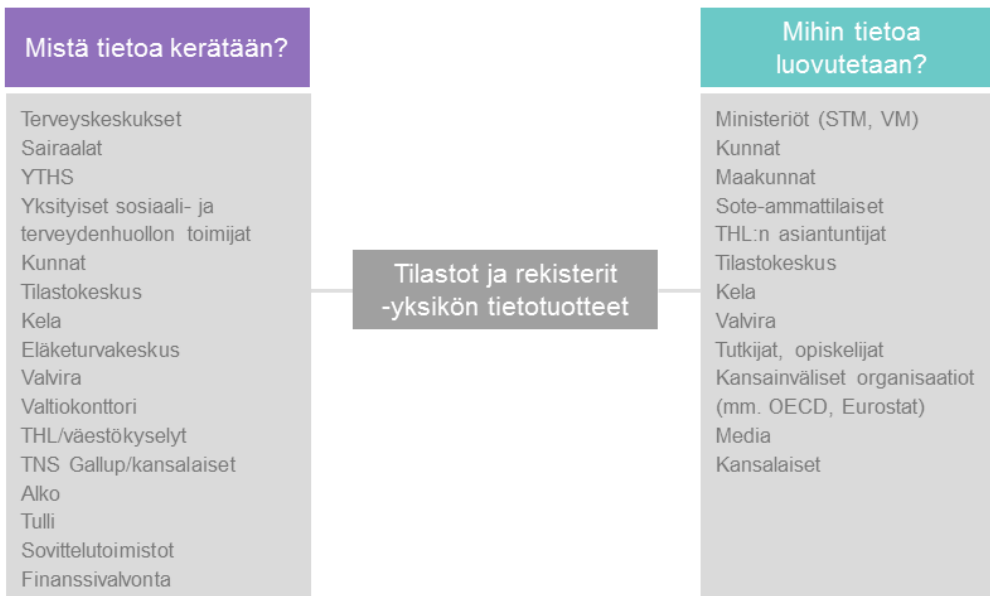 Mistä tietoa kerätään?
Terveyskeskukset
Sairaalat
YTHS
Yksityiset sosiaali- ja
terveydenhuollon toimijat
Kunnat
Tilastokeskus
Kela
Eläketurvakeskus
Valvira
Valtiokonttori
THL/väestökyselyt
TNS Gallup/kansalaiset
Alko
Tulli
Sovittelutoimistot
Finanssivalvonta
Tilastot ja rekisterit
-yksikön tietotuotteet
Mihin tietoa
luovutetaan?
Ministeriöt (STM, VM)
Kunnat
Maakunnat
Sote-ammattilaiset
THL:n asiantuntijat
Tilastokeskus
Kela
Valvira
Tutkijat, opiskelijat
Kansainväliset organisaatiot
(mm. OECD, Eurostat)
Media
Kansalaiset